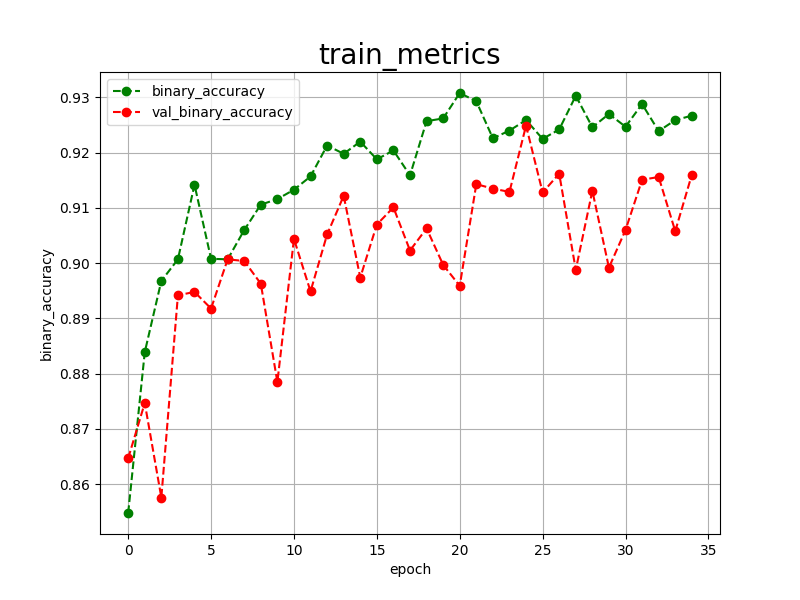 train_metrics
binary_accuracy
val_binary_accuracy
0.93
0.92
0.91
0.90
0.89
0.88
0.87
0.86
binary_accuracy
0 5 10 15 20 25 30 35
epoch